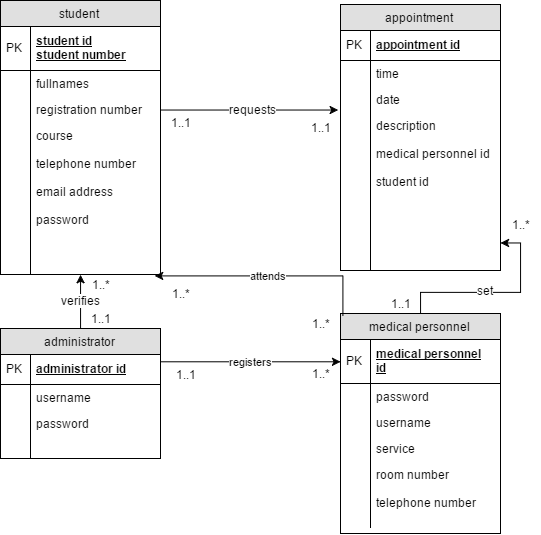 student
PK
student id
student number
fullnames
registration number
course
telephone number
email address
password
appointment
PK
appointment id
time
date
description
medical personnel id
student id
requests
1..1
1..1
1..*
set
1..1
attends
1..*
1..*
verifies
1..*
1..1
administrator
PK
administrator id
username
password
registers
1..1
1..*
medical personnel
PK
medical personnel
id
password
username
service
room number
telephone number